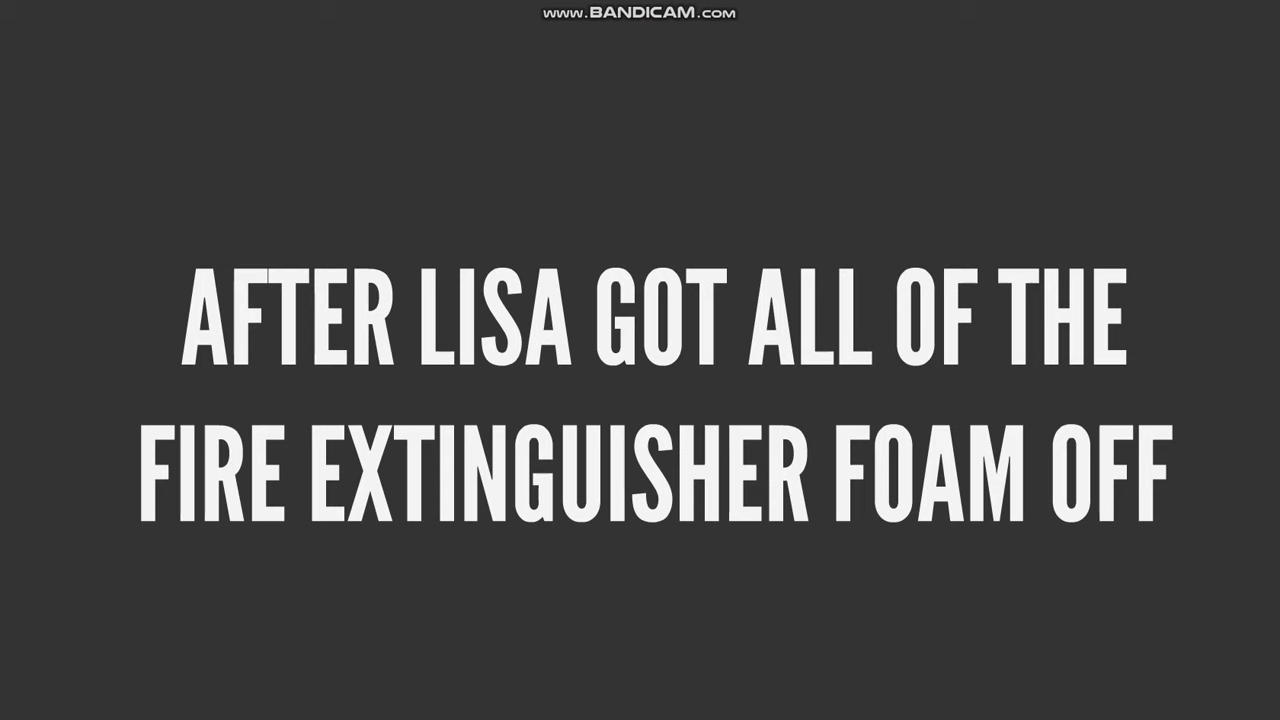 www.BANDICAM.com
AFTER LISA GOT ALL OF THE
FIRE EXTINGUISHER FOAM OFF